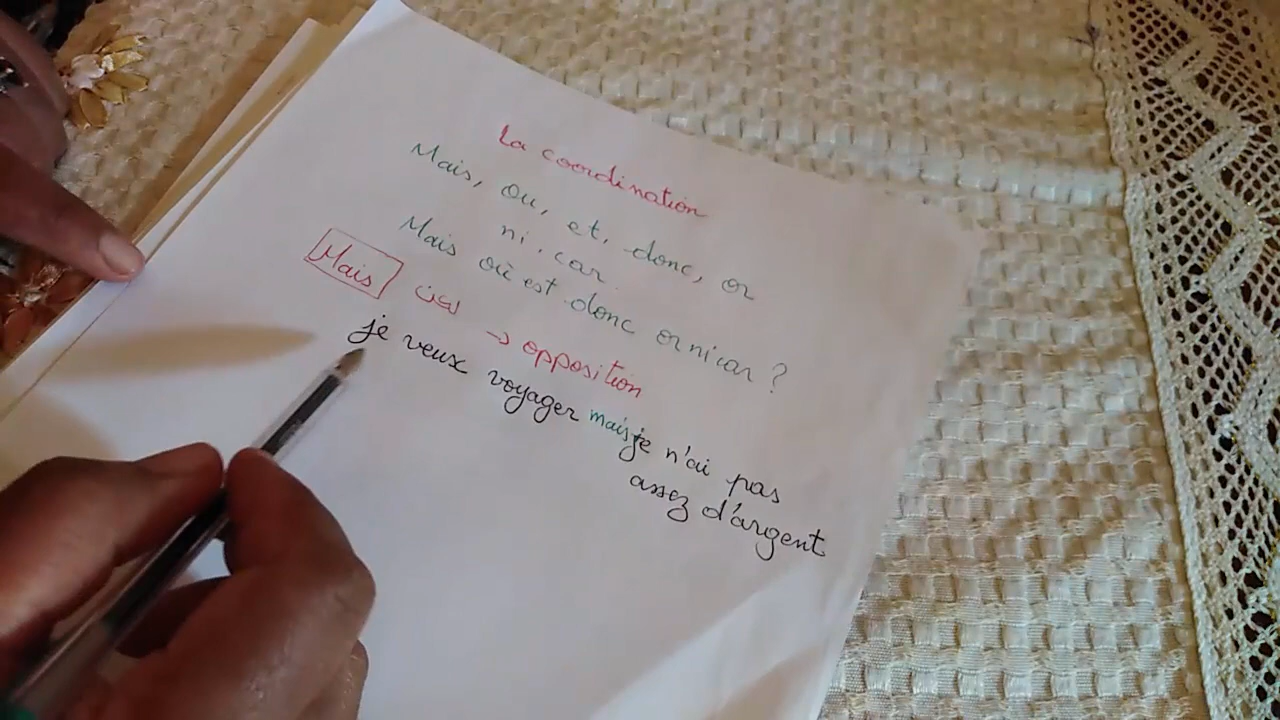 La coordination
Mais, ou, et, donc, or
ni, car
Mais où est donc ornicar ?
Mais لكن → opposition
je veux voyager mais je n'ai pas
assez d'argent